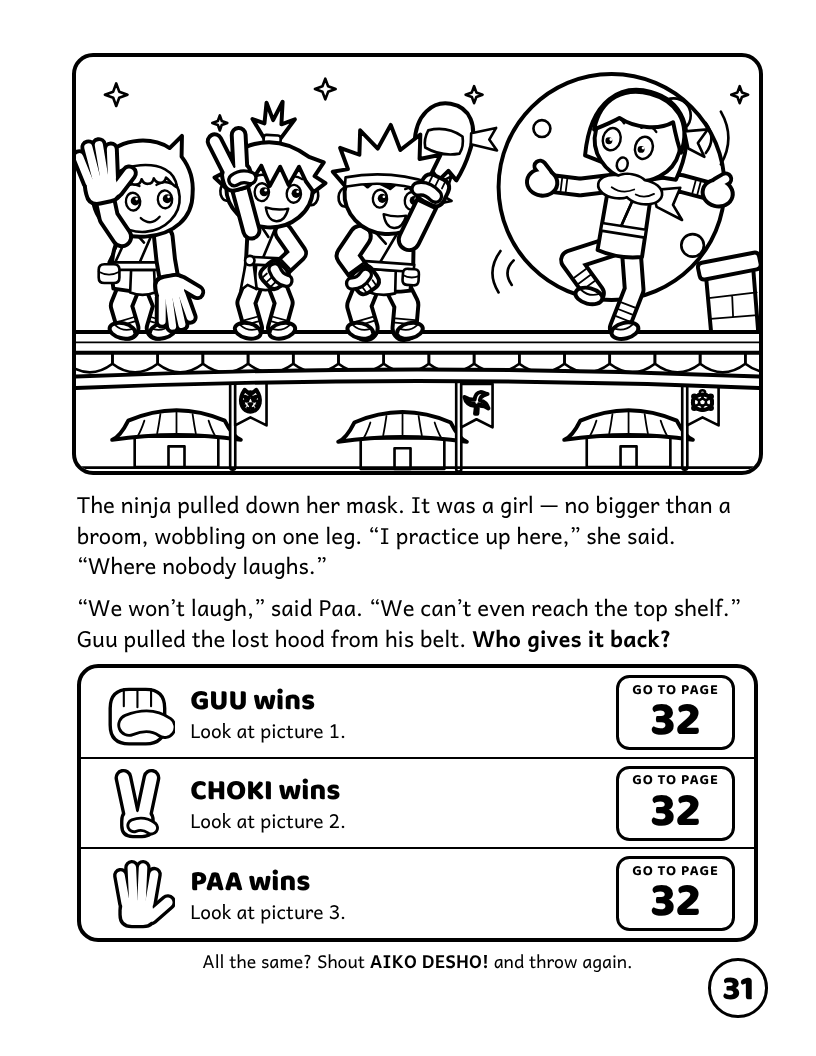 The ninja pulled down her mask. It was a girl — no bigger than a
broom, wobbling on one leg. “I practice up here,” she said.
“Where nobody laughs.”
“We won’t laugh,” said Paa. “We can’t even reach the top shelf.”
Guu pulled the lost hood from his belt. Who gives it back?
GUU wins
Look at picture 1.
GO TO PAGE
32
CHOKI wins
Look at picture 2.
GO TO PAGE
32
PAA wins
Look at picture 3.
GO TO PAGE
32
All the same? Shout AIKO DESHO! and throw again.
31